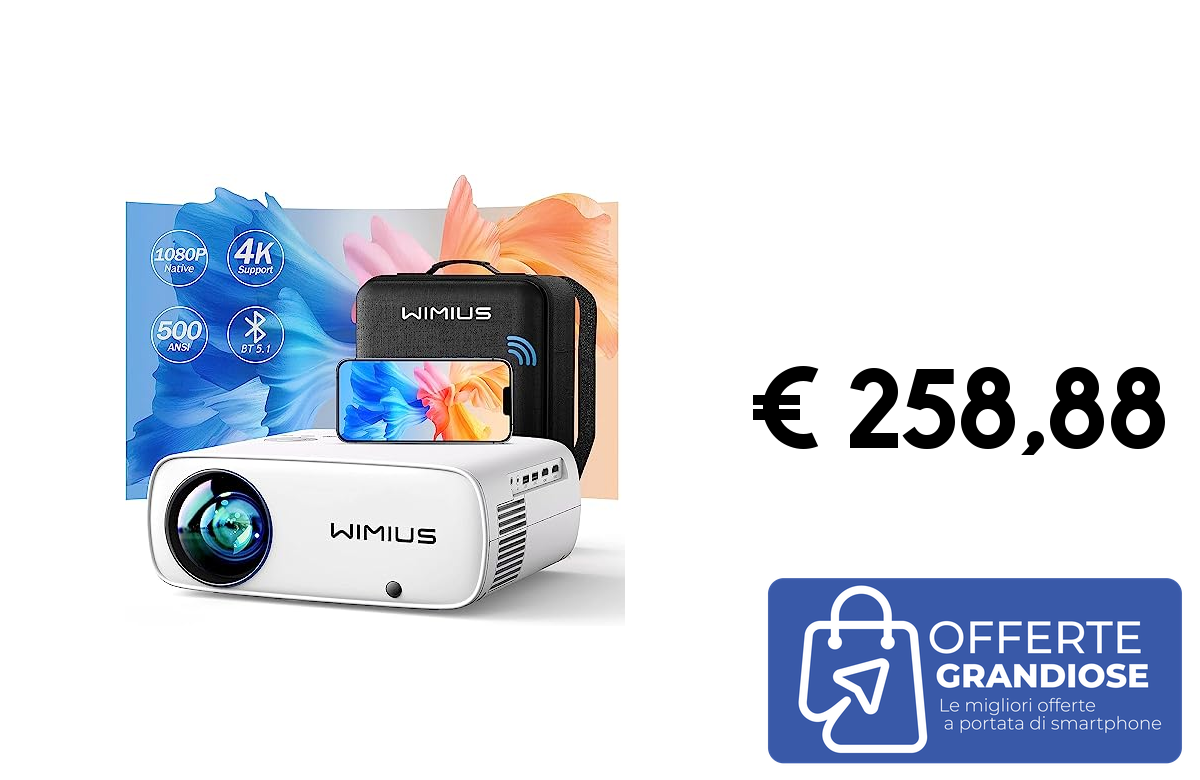 1080P
Native
4K
Support
500
ANSI
BT 5.1
WIMIUS
WIMIUS
€ 258,88
OFFERTE
GRANDIOSE
Le migliori offerte
a portata di smartphone